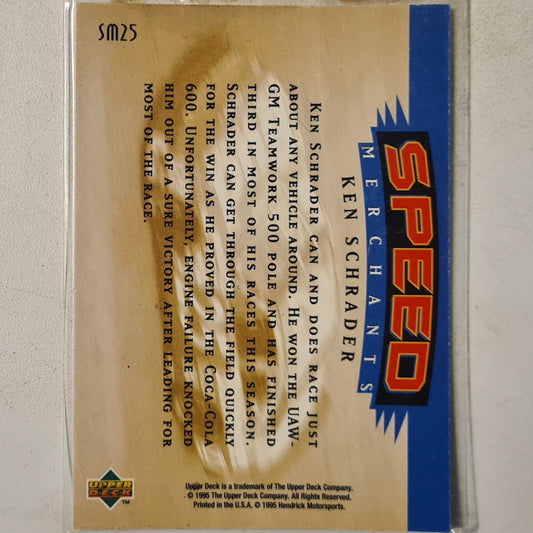 SM25
SPEED
MERCHANTS
KEN SCHRADER
KEN SCHRADER CAN AND DOES RACE JUST
ABOUT ANY VEHICLE AROUND. HE WON THE UAW-
GM TEAMWORK 500 POLE AND HAS FINISHED
THIRD IN MOST OF HIS RACES THIS SEASON.
SCHRADER CAN GET THROUGH THE FIELD QUICKLY
FOR THE WIN AS HE PROVED IN THE COCA-COLA
600. UNFORTUNATELY, ENGINE FAILURE KNOCKED
HIM OUT OF A SURE VICTORY AFTER LEADING FOR
MOST OF THE RACE.
Upper Deck is a trademark of The Upper Deck Company.
© 1995 The Upper Deck Company. All Rights Reserved.
Printed in the U.S.A. © 1995 Hendrick Motorsports.
UPPER
DECK
TM